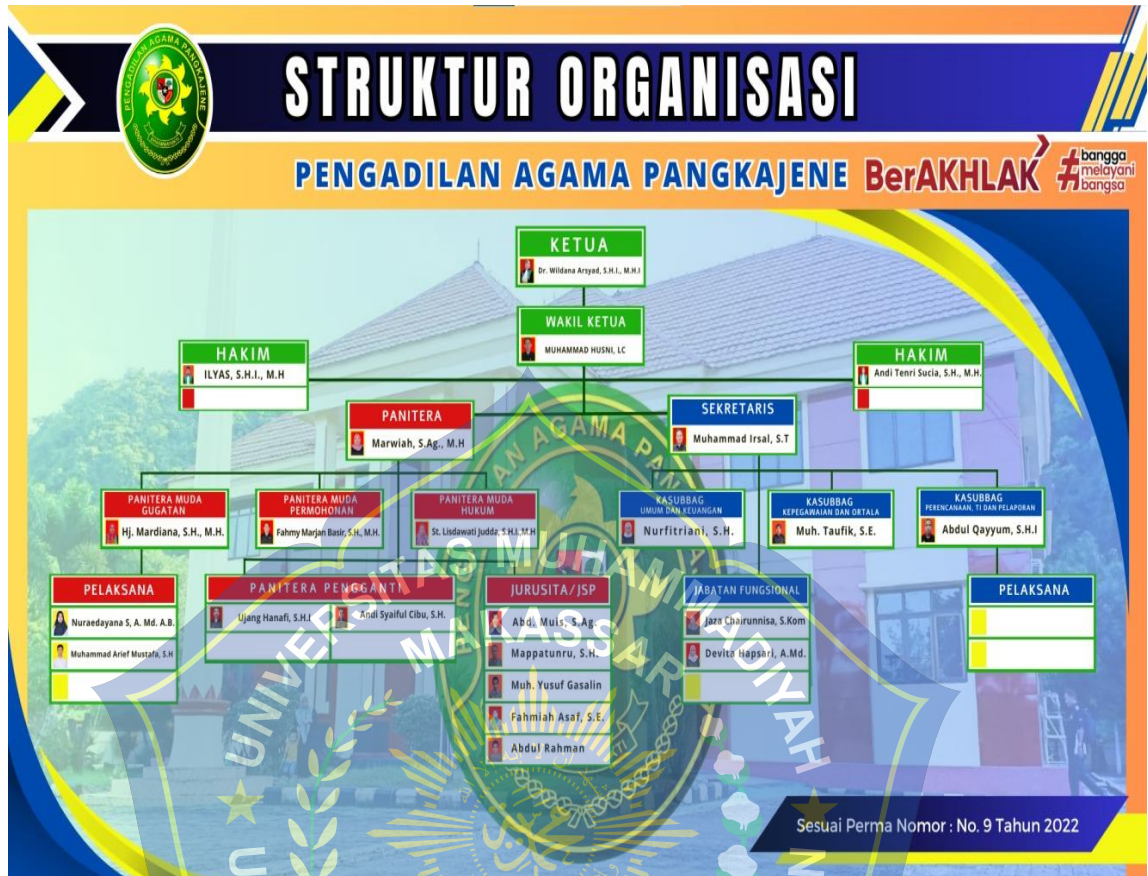 PENGADILAN AGAMA PANGKAJENE
STRUKTUR ORGANISASI
PENGADILAN AGAMA PANGKAJENE BerAKHLAK #bangga melayani bangsa
KETUA
Dr. Wildana Arsyad, S.H.I., M.H.I
WAKIL KETUA
MUHAMMAD HUSNI, LC
HAKIM
ILYAS, S.H.I., M.H
HAKIM
Andi Tenri Sucia, S.H., M.H.
PANITERA
Marwiah, S.Ag., M.H
SEKRETARIS
Muhammad Irsal, S.T
PANITERA MUDA
GUGATAN
Hj. Mardiana, S.H., M.H.
PANITERA MUDA
PERMOHONAN
Fahmy Marjan Basir, S.H., M.H.
PANITERA MUDA
HUKUM
St. Lisdawati Judda, S.H.I., M.H
KASUBBAG
UMUM DAN KEUANGAN
Nurfitriani, S.H.
KASUBBAG
KEPEGAWAIAN DAN ORTALA
Muh. Taufik, S.E.
KASUBBAG
PERENCANAAN, TI DAN PELAPORAN
Abdul Qayyum, S.H.I
PELAKSANA
Nuraedayana S, A. Md. A.B.
Muhammad Arief Mustafa, S.H
PANITERA PENGGANTI
Ujang Hanafi, S.H.I
Andi Syaiful Cibu, S.H.
JURUSITA/JSP
Abd. Muis, S.Ag.
Mappatunru, S.H.
Muh. Yusuf Gasalin
Fahmiah Asaf, S.E.
Abdul Rahman
JABATAN FUNGSIONAL
Jaza Chairunnisa, S.Kom
Devita Hapsari, A.Md.
PELAKSANA
UNIVERSITAS MUHAMMADIYAH
MAKASSAR
Sesuai Perma Nomor : No. 9 Tahun 2022